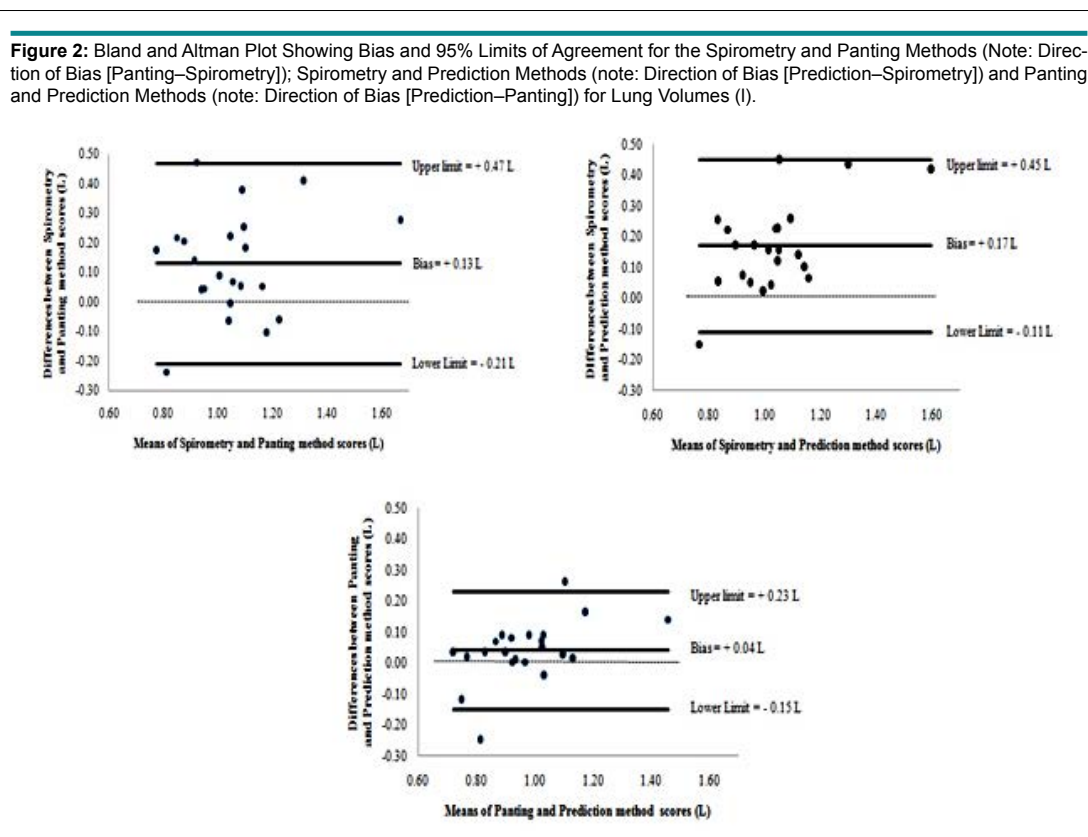 Figure 2: Bland and Altman Plot Showing Bias and 95% Limits of Agreement for the Spirometry and Panting Methods (Note: Direc-
tion of Bias [Panting–Spirometry]); Spirometry and Prediction Methods (note: Direction of Bias [Prediction–Spirometry]) and Panting
and Prediction Methods (note: Direction of Bias [Prediction–Panting]) for Lung Volumes (l).
Differences between Spirometry
and Panting method scores (L)
0.50
0.40
0.30
0.20
0.10
0.00
-0.10
-0.20
-0.30
Upper limit = + 0.47 L
Bias = + 0.13 L
Lower Limit = - 0.21 L
0.60 0.80 1.00 1.20 1.40 1.60
Means of Spirometry and Panting method scores (L)
Differences between Spirometry
and Prediction method scores (L)
0.50
0.40
0.30
0.20
0.10
0.00
-0.10
-0.20
-0.30
Upper limit = + 0.45 L
Bias = + 0.17 L
Lower Limit = - 0.11 L
0.60 0.80 1.00 1.20 1.40 1.60
Means of Spirometry and Prediction method scores (L)
Differences between Panting
and Prediction method scores (L)
0.50
0.40
0.30
0.20
0.10
0.00
-0.10
-0.20
-0.30
Upper limit = + 0.23 L
Bias = + 0.04 L
Lower Limit = - 0.15 L
0.60 0.80 1.00 1.20 1.40 1.60
Means of Panting and Prediction method scores (L)